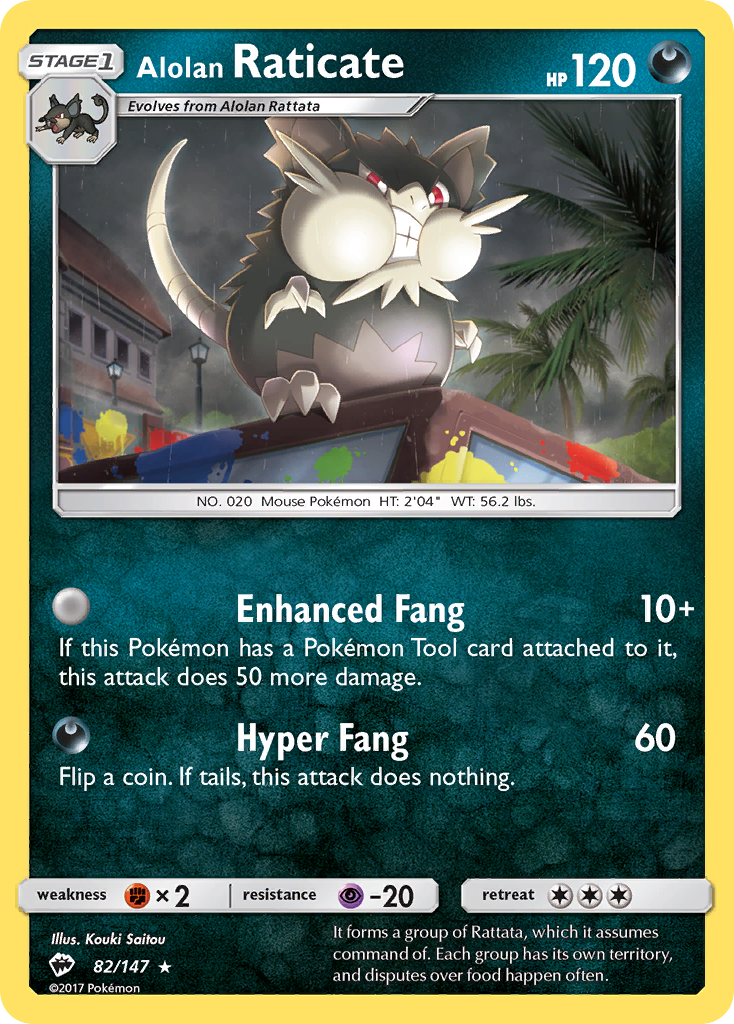 STAGE 1
Alolan Raticate
HP 120
Evolves from Alolan Rattata
NO. 020 Mouse Pokémon HT: 2'04" WT: 56.2 lbs.
Enhanced Fang 10+
If this Pokémon has a Pokémon Tool card attached to it,
this attack does 50 more damage.
Hyper Fang 60
Flip a coin. If tails, this attack does nothing.
weakness × 2 resistance -20 retreat
Illus. Kouki Saitou
82/147 ★
©2017 Pokémon
It forms a group of Rattata, which it assumes
command of. Each group has its own territory,
and disputes over food happen often.